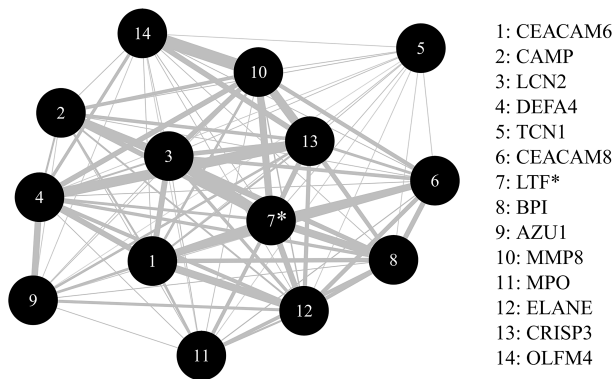 14
5
10
2
13
3
6
4
7*
1
8
9
12
11
1: CEACAM6
2: CAMP
3: LCN2
4: DEFA4
5: TCN1
6: CEACAM8
7: LTF*
8: BPI
9: AZU1
10: MMP8
11: MPO
12: ELANE
13: CRISP3
14: OLFM4